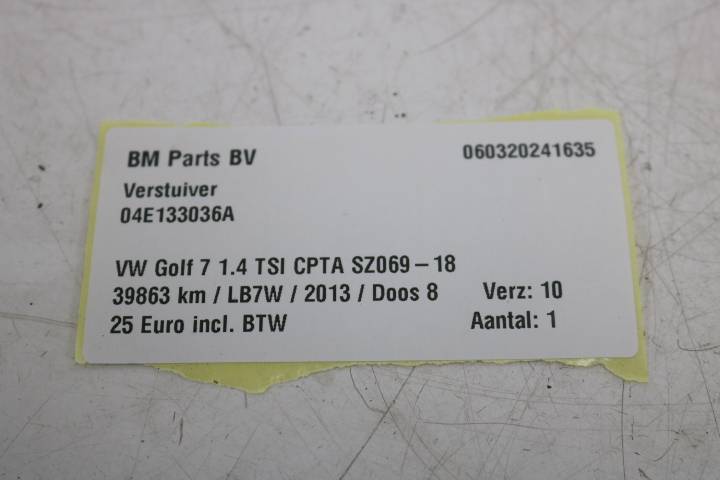 BM Parts BV 060320241635
Verstuiver
04E133036A
VW Golf 7 1.4 TSI CPTA SZ069-18
39863 km / LB7W / 2013 / Doos 8 Verz: 10
25 Euro incl. BTW Aantal: 1